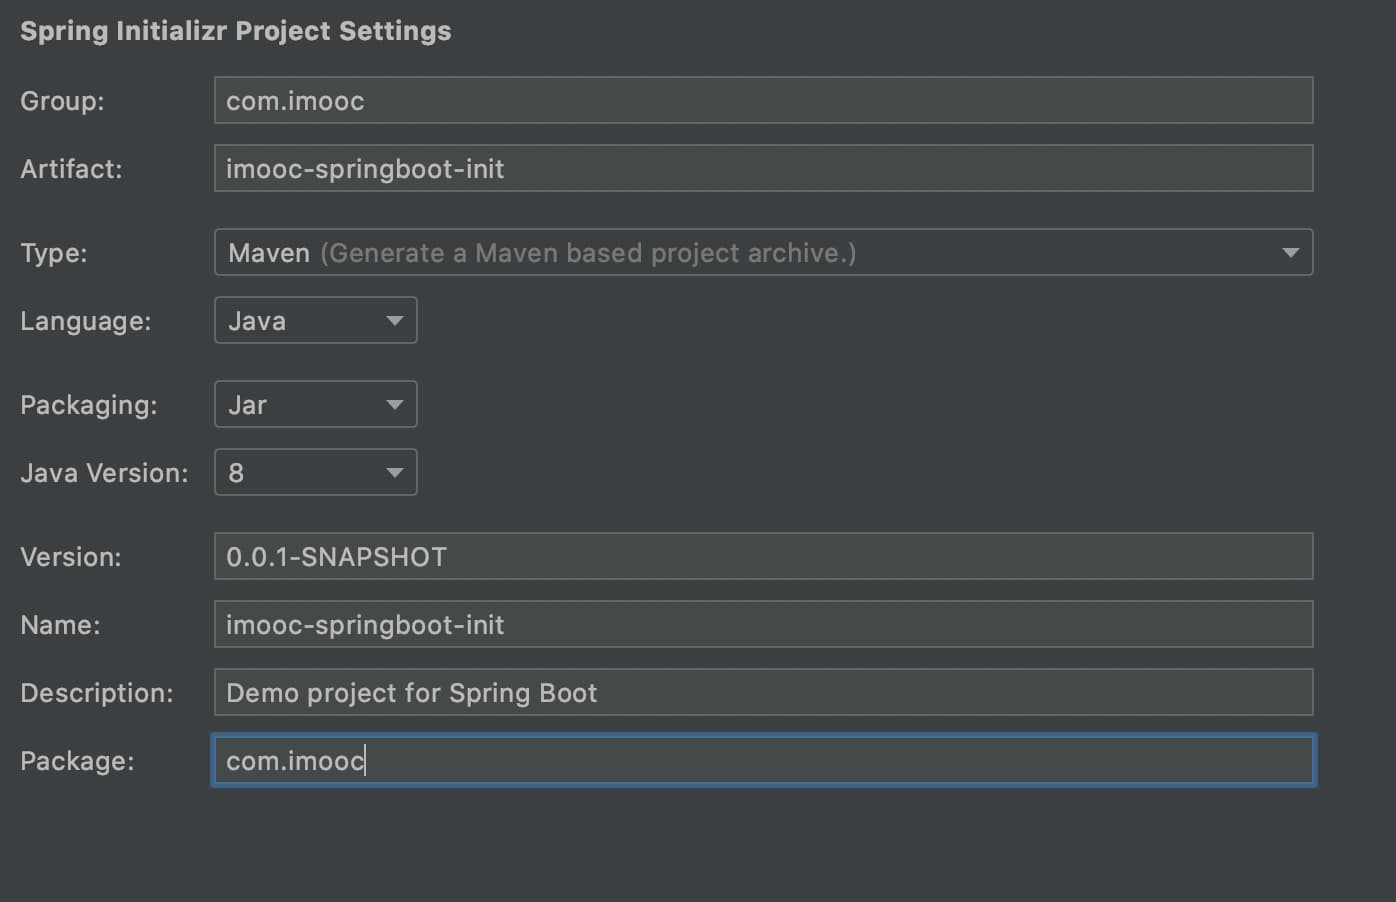 Spring Initializr Project Settings
Group: com.imooc
Artifact: imooc-springboot-init
Type: Maven (Generate a Maven based project archive.)
Language: Java
Packaging: Jar
Java Version: 8
Version: 0.0.1-SNAPSHOT
Name: imooc-springboot-init
Description: Demo project for Spring Boot
Package: com.imooc